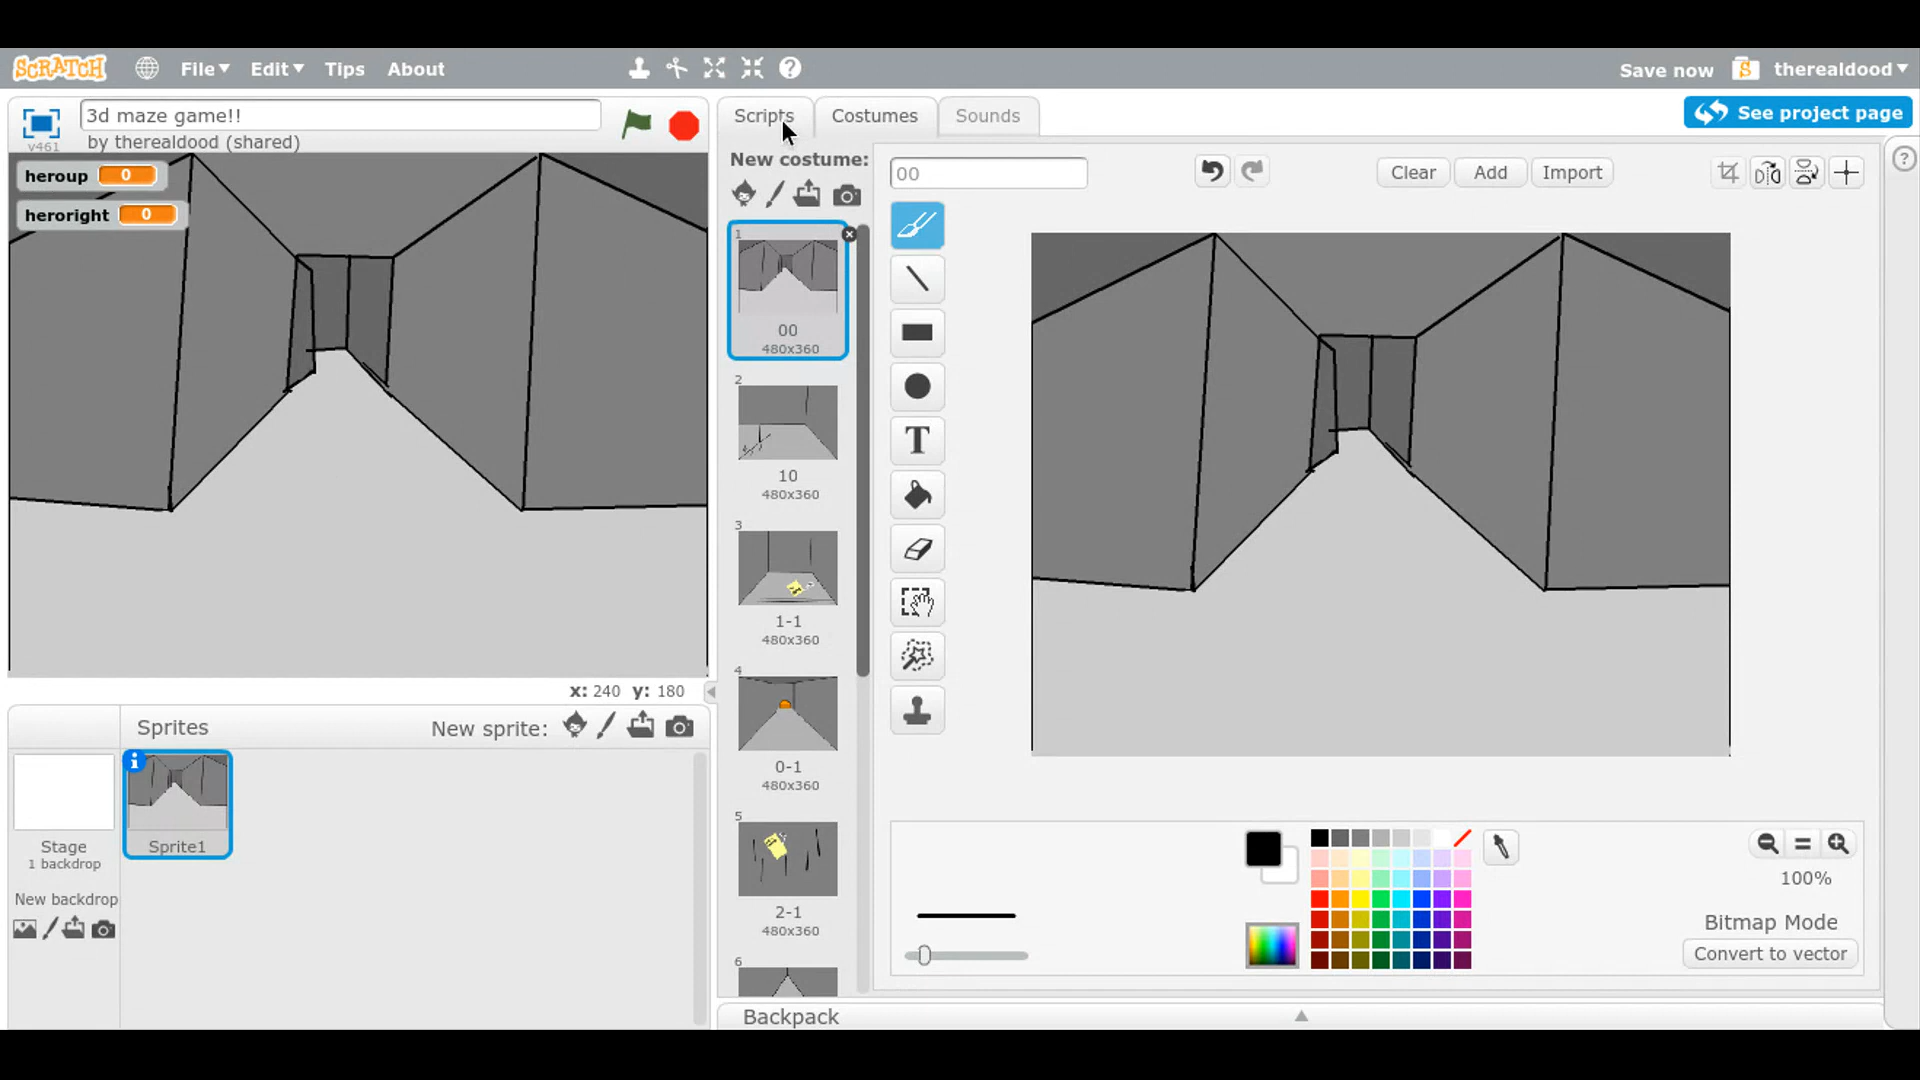 SCRATCH File▼ Edit▼ Tips About Save now S therealdood▼
3d maze game!!
by therealdood (shared)
v461
Scripts Costumes Sounds
See project page
heroup 0
heroright 0
New costume:
00
Clear Add Import
1
00
480x360
2
10
480x360
3
1-1
480x360
4
0-1
480x360
5
2-1
480x360
6
T
x: 240 y: 180
Sprites New sprite:
Stage
1 backdrop
New backdrop
Sprite1
100%
Bitmap Mode
Convert to vector
Backpack